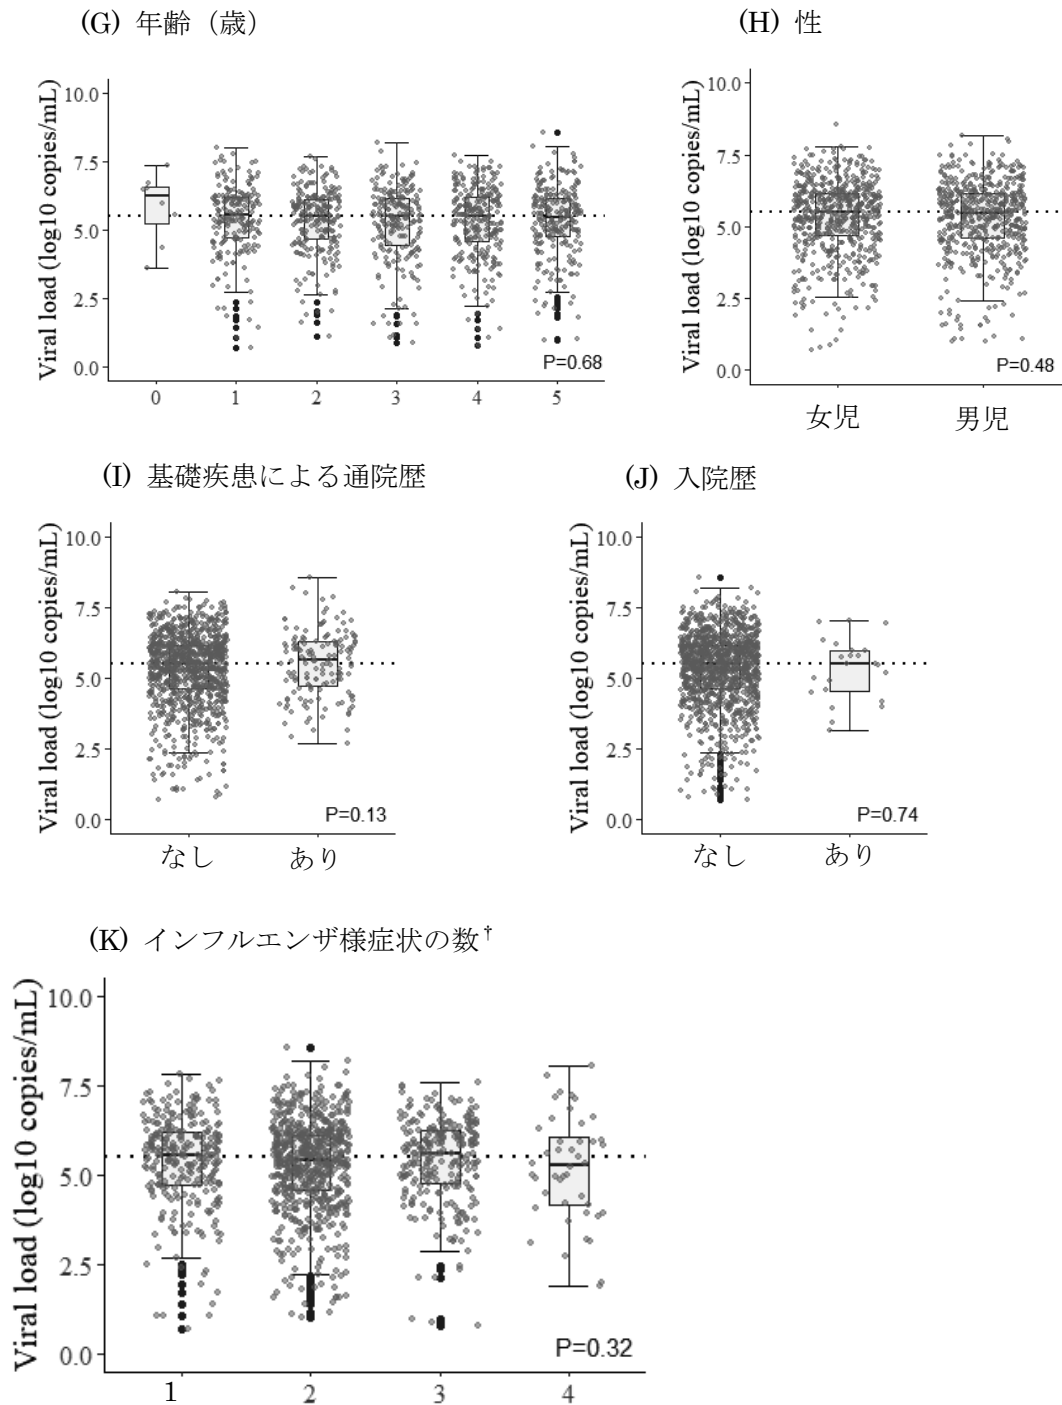 (G) 年齢（歳）
(H) 性
Viral load (log10 copies/mL)
10.0
7.5
5.0
2.5
0.0
P=0.68
0 1 2 3 4 5
Viral load (log10 copies/mL)
10.0
7.5
5.0
2.5
0.0
P=0.48
女児 男児
(I) 基礎疾患による通院歴
(J) 入院歴
Viral load (log10 copies/mL)
10.0
7.5
5.0
2.5
0.0
P=0.13
なし あり
Viral load (log10 copies/mL)
10.0
7.5
5.0
2.5
0.0
P=0.74
なし あり
(K) インフルエンザ様症状の数†
Viral load (log10 copies/mL)
10.0
7.5
5.0
2.5
0.0
P=0.32
1 2 3 4